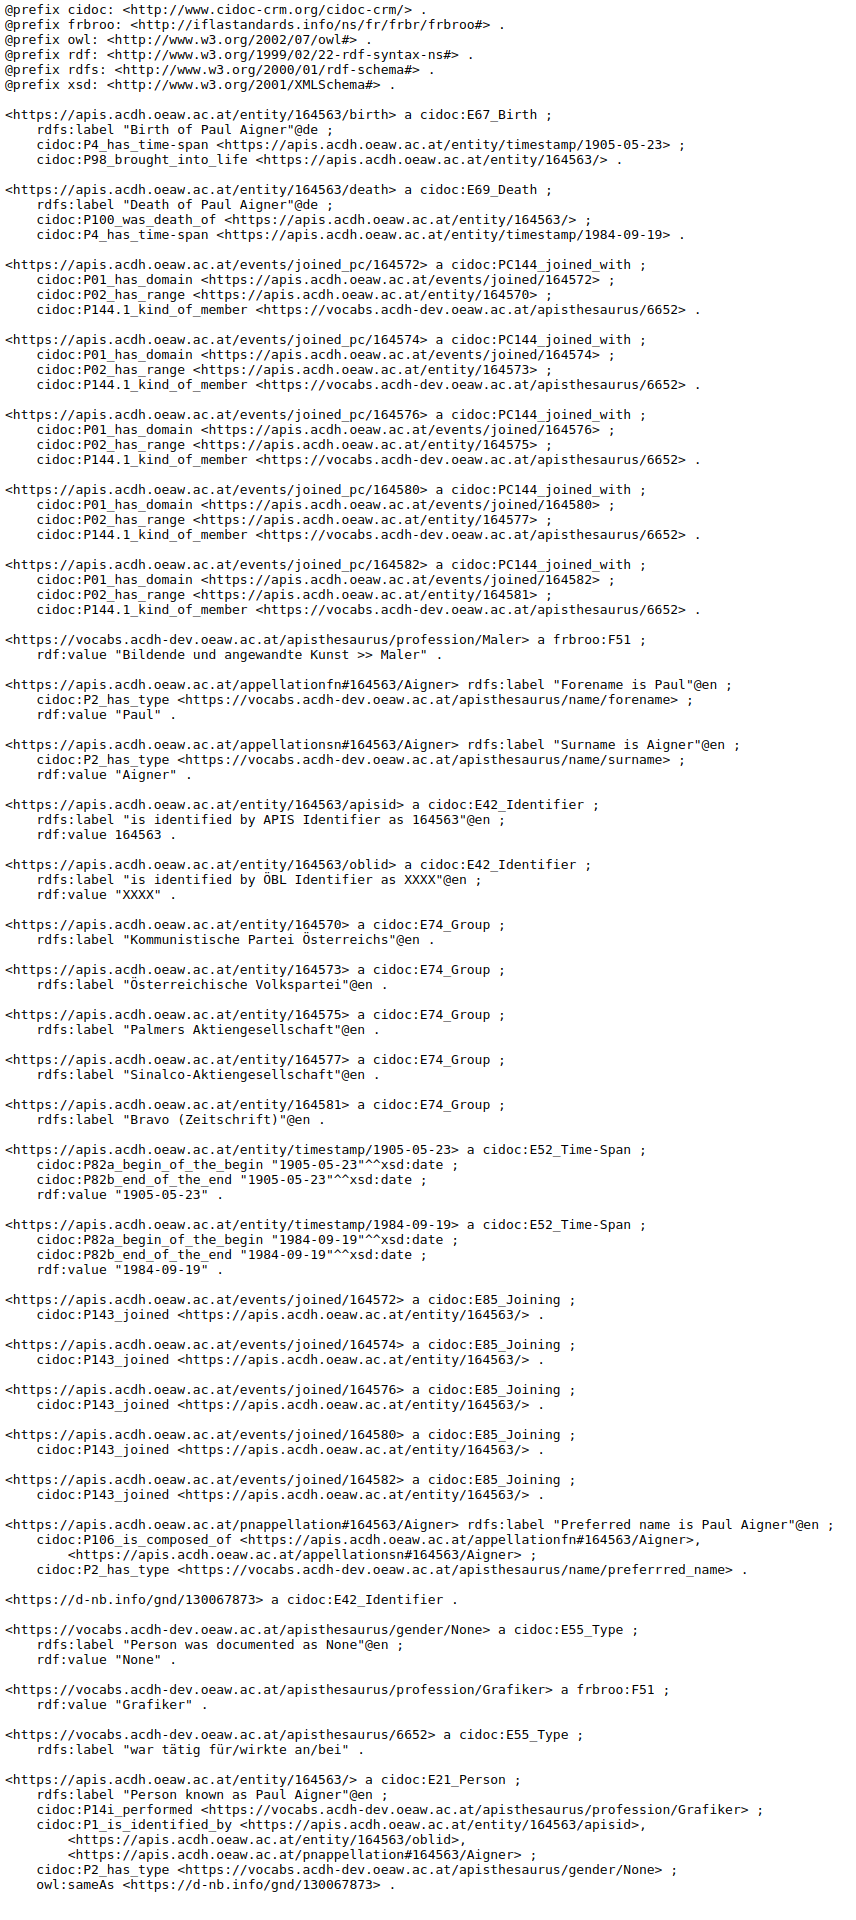 @prefix cidoc: <http://www.cidoc-crm.org/cidoc-crm/> .
@prefix frbroo: <http://iflastandards.info/ns/fr/frbr/frbroo#> .
@prefix owl: <http://www.w3.org/2002/07/owl#> .
@prefix rdf: <http://www.w3.org/1999/02/22-rdf-syntax-ns#> .
@prefix rdfs: <http://www.w3.org/2000/01/rdf-schema#> .
@prefix xsd: <http://www.w3.org/2001/XMLSchema#> .

<https://apis.acdh.oeaw.ac.at/entity/164563/birth> a cidoc:E67_Birth ;
    rdfs:label "Birth of Paul Aigner"@de ;
    cidoc:P4_has_time-span <https://apis.acdh.oeaw.ac.at/entity/timestamp/1905-05-23> ;
    cidoc:P98_brought_into_life <https://apis.acdh.oeaw.ac.at/entity/164563/> .

<https://apis.acdh.oeaw.ac.at/entity/164563/death> a cidoc:E69_Death ;
    rdfs:label "Death of Paul Aigner"@de ;
    cidoc:P100_was_death_of <https://apis.acdh.oeaw.ac.at/entity/164563/> ;
    cidoc:P4_has_time-span <https://apis.acdh.oeaw.ac.at/entity/timestamp/1984-09-19> .

<https://apis.acdh.oeaw.ac.at/events/joined_pc/164572> a cidoc:PC144_joined_with ;
    cidoc:P01_has_domain <https://apis.acdh.oeaw.ac.at/events/joined/164572> ;
    cidoc:P02_has_range <https://apis.acdh.oeaw.ac.at/entity/164570> ;
    cidoc:P144.1_kind_of_member <https://vocabs.acdh-dev.oeaw.ac.at/apisthesaurus/6652> .

<https://apis.acdh.oeaw.ac.at/events/joined_pc/164574> a cidoc:PC144_joined_with ;
    cidoc:P01_has_domain <https://apis.acdh.oeaw.ac.at/events/joined/164574> ;
    cidoc:P02_has_range <https://apis.acdh.oeaw.ac.at/entity/164573> ;
    cidoc:P144.1_kind_of_member <https://vocabs.acdh-dev.oeaw.ac.at/apisthesaurus/6652> .

<https://apis.acdh.oeaw.ac.at/events/joined_pc/164576> a cidoc:PC144_joined_with ;
    cidoc:P01_has_domain <https://apis.acdh.oeaw.ac.at/events/joined/164576> ;
    cidoc:P02_has_range <https://apis.acdh.oeaw.ac.at/entity/164575> ;
    cidoc:P144.1_kind_of_member <https://vocabs.acdh-dev.oeaw.ac.at/apisthesaurus/6652> .

<https://apis.acdh.oeaw.ac.at/events/joined_pc/164580> a cidoc:PC144_joined_with ;
    cidoc:P01_has_domain <https://apis.acdh.oeaw.ac.at/events/joined/164580> ;
    cidoc:P02_has_range <https://apis.acdh.oeaw.ac.at/entity/164577> ;
    cidoc:P144.1_kind_of_member <https://vocabs.acdh-dev.oeaw.ac.at/apisthesaurus/6652> .

<https://apis.acdh.oeaw.ac.at/events/joined_pc/164582> a cidoc:PC144_joined_with ;
    cidoc:P01_has_domain <https://apis.acdh.oeaw.ac.at/events/joined/164582> ;
    cidoc:P02_has_range <https://apis.acdh.oeaw.ac.at/entity/164581> ;
    cidoc:P144.1_kind_of_member <https://vocabs.acdh-dev.oeaw.ac.at/apisthesaurus/6652> .

<https://vocabs.acdh-dev.oeaw.ac.at/apisthesaurus/profession/Maler> a frbroo:F51 ;
    rdf:value "Bildende und angewandte Kunst >> Maler" .

<https://apis.acdh.oeaw.ac.at/appellationfn#164563/Aigner> rdfs:label "Forename is Paul"@en ;
    cidoc:P2_has_type <https://vocabs.acdh-dev.oeaw.ac.at/apisthesaurus/name/forename> ;
    rdf:value "Paul" .

<https://apis.acdh.oeaw.ac.at/appellationsn#164563/Aigner> rdfs:label "Surname is Aigner"@en ;
    cidoc:P2_has_type <https://vocabs.acdh-dev.oeaw.ac.at/apisthesaurus/name/surname> ;
    rdf:value "Aigner" .

<https://apis.acdh.oeaw.ac.at/entity/164563/apisid> a cidoc:E42_Identifier ;
    rdfs:label "is identified by APIS Identifier as 164563"@en ;
    rdf:value 164563 .

<https://apis.acdh.oeaw.ac.at/entity/164563/oblid> a cidoc:E42_Identifier ;
    rdfs:label "is identified by ÖBL Identifier as XXXX"@en ;
    rdf:value "XXXX" .

<https://apis.acdh.oeaw.ac.at/entity/164570> a cidoc:E74_Group ;
    rdfs:label "Kommunistische Partei Österreichs"@en .

<https://apis.acdh.oeaw.ac.at/entity/164573> a cidoc:E74_Group ;
    rdfs:label "Österreichische Volkspartei"@en .

<https://apis.acdh.oeaw.ac.at/entity/164575> a cidoc:E74_Group ;
    rdfs:label "Palmers Aktiengesellschaft"@en .

<https://apis.acdh.oeaw.ac.at/entity/164577> a cidoc:E74_Group ;
    rdfs:label "Sinalco-Aktiengesellschaft"@en .

<https://apis.acdh.oeaw.ac.at/entity/164581> a cidoc:E74_Group ;
    rdfs:label "Bravo (Zeitschrift)"@en .

<https://apis.acdh.oeaw.ac.at/entity/timestamp/1905-05-23> a cidoc:E52_Time-Span ;
    cidoc:P82a_begin_of_the_begin "1905-05-23"^^xsd:date ;
    cidoc:P82b_end_of_the_end "1905-05-23"^^xsd:date ;
    rdf:value "1905-05-23" .

<https://apis.acdh.oeaw.ac.at/entity/timestamp/1984-09-19> a cidoc:E52_Time-Span ;
    cidoc:P82a_begin_of_the_begin "1984-09-19"^^xsd:date ;
    cidoc:P82b_end_of_the_end "1984-09-19"^^xsd:date ;
    rdf:value "1984-09-19" .

<https://apis.acdh.oeaw.ac.at/events/joined/164572> a cidoc:E85_Joining ;
    cidoc:P143_joined <https://apis.acdh.oeaw.ac.at/entity/164563/> .

<https://apis.acdh.oeaw.ac.at/events/joined/164574> a cidoc:E85_Joining ;
    cidoc:P143_joined <https://apis.acdh.oeaw.ac.at/entity/164563/> .

<https://apis.acdh.oeaw.ac.at/events/joined/164576> a cidoc:E85_Joining ;
    cidoc:P143_joined <https://apis.acdh.oeaw.ac.at/entity/164563/> .

<https://apis.acdh.oeaw.ac.at/events/joined/164580> a cidoc:E85_Joining ;
    cidoc:P143_joined <https://apis.acdh.oeaw.ac.at/entity/164563/> .

<https://apis.acdh.oeaw.ac.at/events/joined/164582> a cidoc:E85_Joining ;
    cidoc:P143_joined <https://apis.acdh.oeaw.ac.at/entity/164563/> .

<https://apis.acdh.oeaw.ac.at/pnappellation#164563/Aigner> rdfs:label "Preferred name is Paul Aigner"@en ;
    cidoc:P106_is_composed_of <https://apis.acdh.oeaw.ac.at/appellationfn#164563/Aigner>,
        <https://apis.acdh.oeaw.ac.at/appellationsn#164563/Aigner> ;
    cidoc:P2_has_type <https://vocabs.acdh-dev.oeaw.ac.at/apisthesaurus/name/preferrred_name> .

<https://d-nb.info/gnd/130067873> a cidoc:E42_Identifier .

<https://vocabs.acdh-dev.oeaw.ac.at/apisthesaurus/gender/None> a cidoc:E55_Type ;
    rdfs:label "Person was documented as None"@en ;
    rdf:value "None" .

<https://vocabs.acdh-dev.oeaw.ac.at/apisthesaurus/profession/Grafiker> a frbroo:F51 ;
    rdf:value "Grafiker" .

<https://vocabs.acdh-dev.oeaw.ac.at/apisthesaurus/6652> a cidoc:E55_Type ;
    rdfs:label "war tätig für/wirkte an/bei" .

<https://apis.acdh.oeaw.ac.at/entity/164563/> a cidoc:E21_Person ;
    rdfs:label "Person known as Paul Aigner"@en ;
    cidoc:P14i_performed <https://vocabs.acdh-dev.oeaw.ac.at/apisthesaurus/profession/Grafiker> ;
    cidoc:P1_is_identified_by <https://apis.acdh.oeaw.ac.at/entity/164563/apisid>,
        <https://apis.acdh.oeaw.ac.at/entity/164563/oblid>,
        <https://apis.acdh.oeaw.ac.at/pnappellation#164563/Aigner> ;
    cidoc:P2_has_type <https://vocabs.acdh-dev.oeaw.ac.at/apisthesaurus/gender/None> ;
    owl:sameAs <https://d-nb.info/gnd/130067873> .